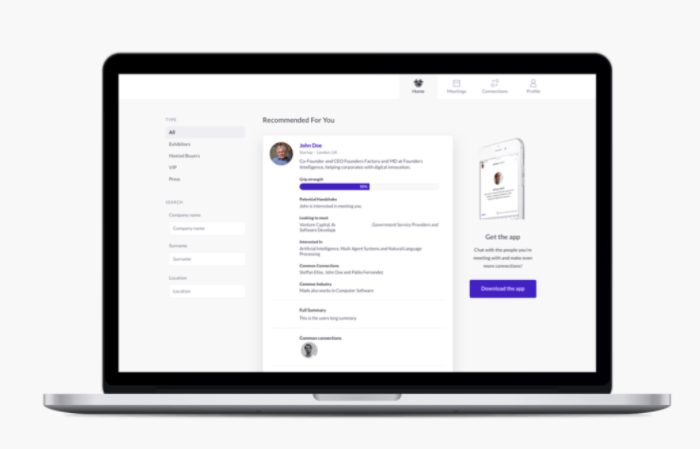 Home
Meetings
Connections
Profile
TYPE
All
Exhibitors
Hosted Buyers
VIP
Press
SEARCH
Company name
Company name
Surname
Surname
Location
Location
Recommended For You
John Doe
Startup - London, UK
Co-Founder and CEO Founders Factory and MD at Founders
Intelligence, helping corporates with digital innovation.
Grip strength
50%
Potential Handshake
John is interested in meeting you
Looking to meet
Venture Capital, Government Service Providers and
Software Develope
Interested in
Artificial Intelligence, Multi Agent Systems and Natural Language
Processing
Common Connections
Steffan Elias, John Doe and Pablo Fernandez
Common Industry
Mads also works in Computer Software
Full Summary
This is the users long summary
Common connections
Get the app
Chat with the people you're
meeting with and make even
more connections!
Download the app